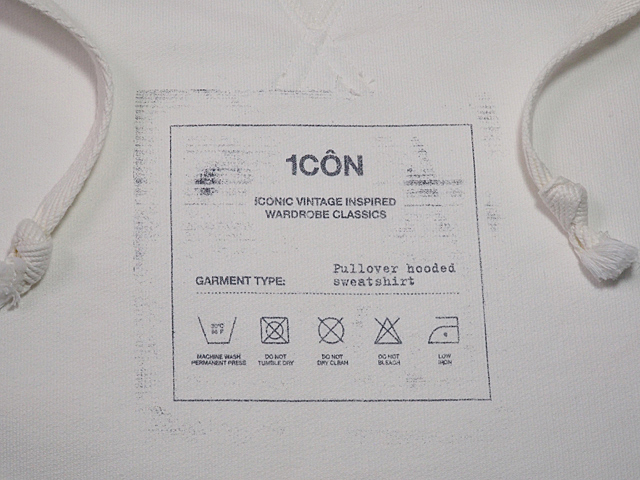 1CÔN
ICONIC VINTAGE INSPIRED
WARDROBE CLASSICS
GARMENT TYPE: Pullover hooded
sweatshirt
30°C
MACHINE WASH
PERMANENT PRESS
DO NOT
TUMBLE DRY
DO NOT
DRY CLEAN
DO NOT
BLEACH
LOW
IRON